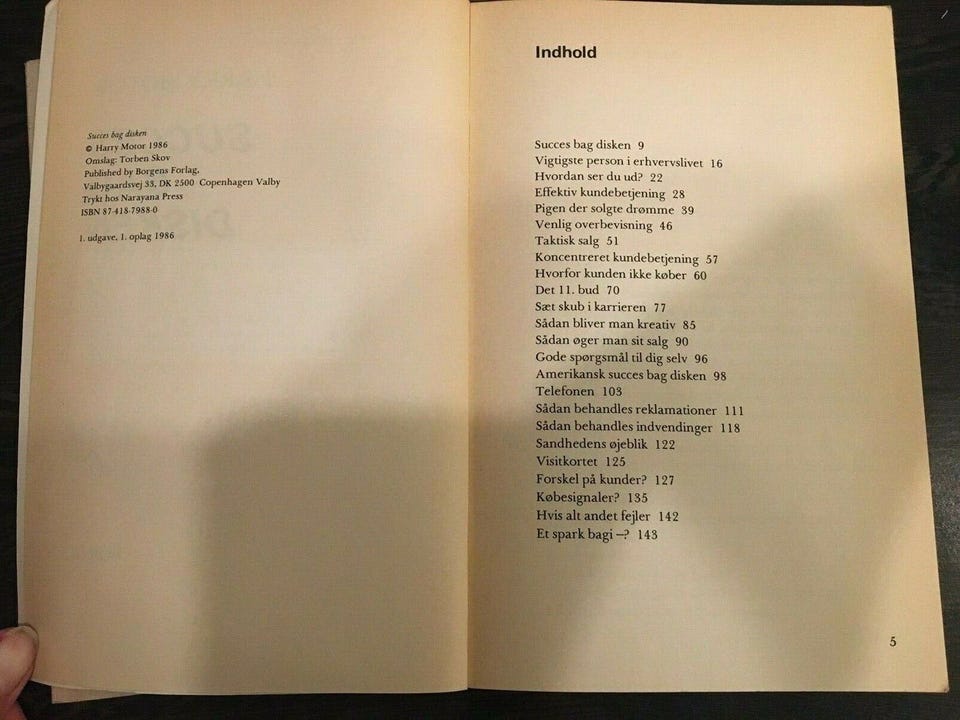 Succes bag disken
© Harry Motor 1986
Omslag: Torben Skov
Published by Borgens Forlag,
Valbygaardsvej 33, DK 2500 Copenhagen Valby
Trykt hos Narayana Press
ISBN 87-418-7988-0
1. udgave, 1. oplag 1986
Indhold
Succes bag disken 9
Vigtigste person i erhvervslivet 16
Hvordan ser du ud? 22
Effektiv kundebetjening 28
Pigen der solgte drømme 39
Venlig overbevisning 46
Taktisk salg 51
Koncentreret kundebetjening 57
Hvorfor kunden ikke køber 60
Det 11. bud 70
Sæt skub i karrieren 77
Sådan bliver man kreativ 85
Sådan øger man sit salg 90
Gode spørgsmål til dig selv 96
Amerikansk succes bag disken 98
Telefonen 103
Sådan behandles reklamationer 111
Sådan behandles indvendinger 118
Sandhedens øjeblik 122
Visitkortet 125
Forskel på kunder? 127
Købesignaler? 135
Hvis alt andet fejler 142
Et spark bagi —? 143
5